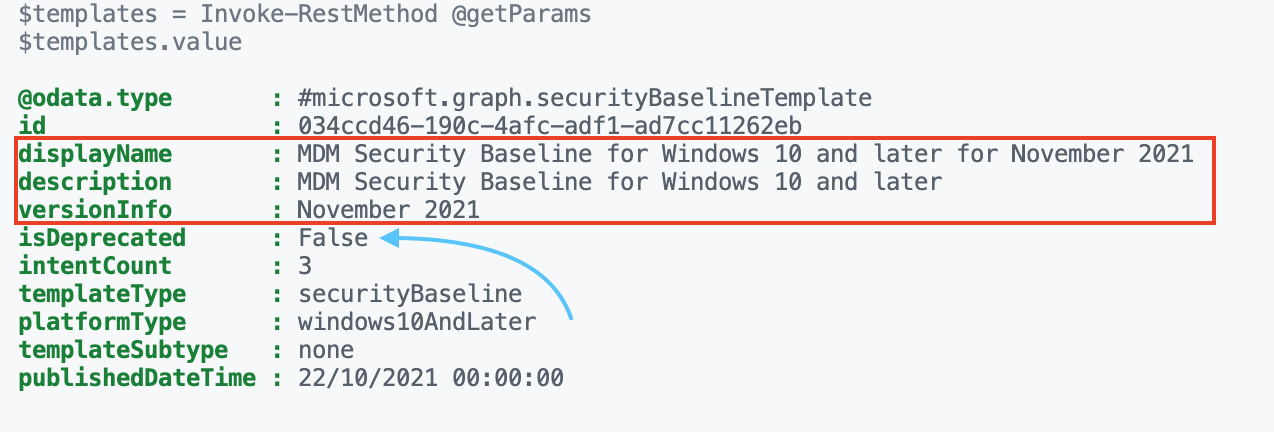 $templates = Invoke-RestMethod @getParams
$templates.value
@odata.type : #microsoft.graph.securityBaselineTemplate
id : 034ccd46-190c-4afc-adf1-ad7cc11262eb
displayName : MDM Security Baseline for Windows 10 and later for November 2021
description : MDM Security Baseline for Windows 10 and later
versionInfo : November 2021
isDeprecated : False
intentCount : 3
templateType : securityBaseline
platformType : windows10AndLater
templateSubtype : none
publishedDateTime : 22/10/2021 00:00:00